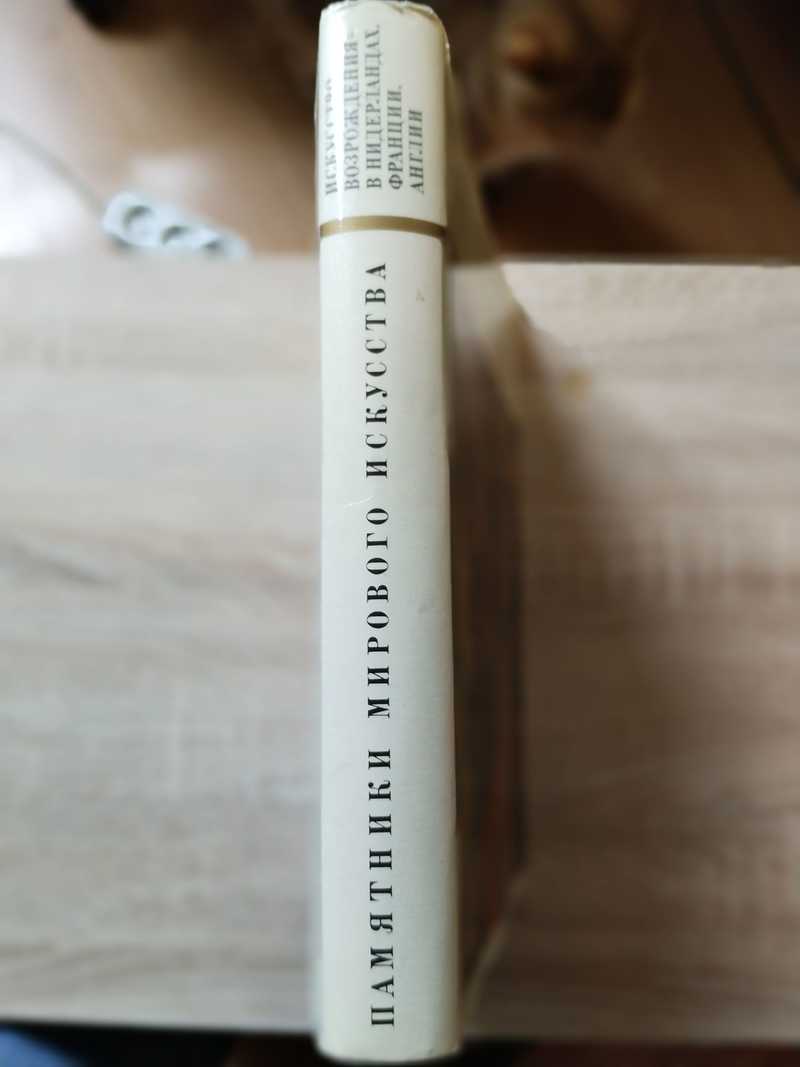 ИСКУССТВО
ВОЗРОЖДЕНИЯ
В НИДЕРЛАНДАХ,
ФРАНЦИИ,
АНГЛИИ
ПАМЯТНИКИ МИРОВОГО ИСКУССТВА